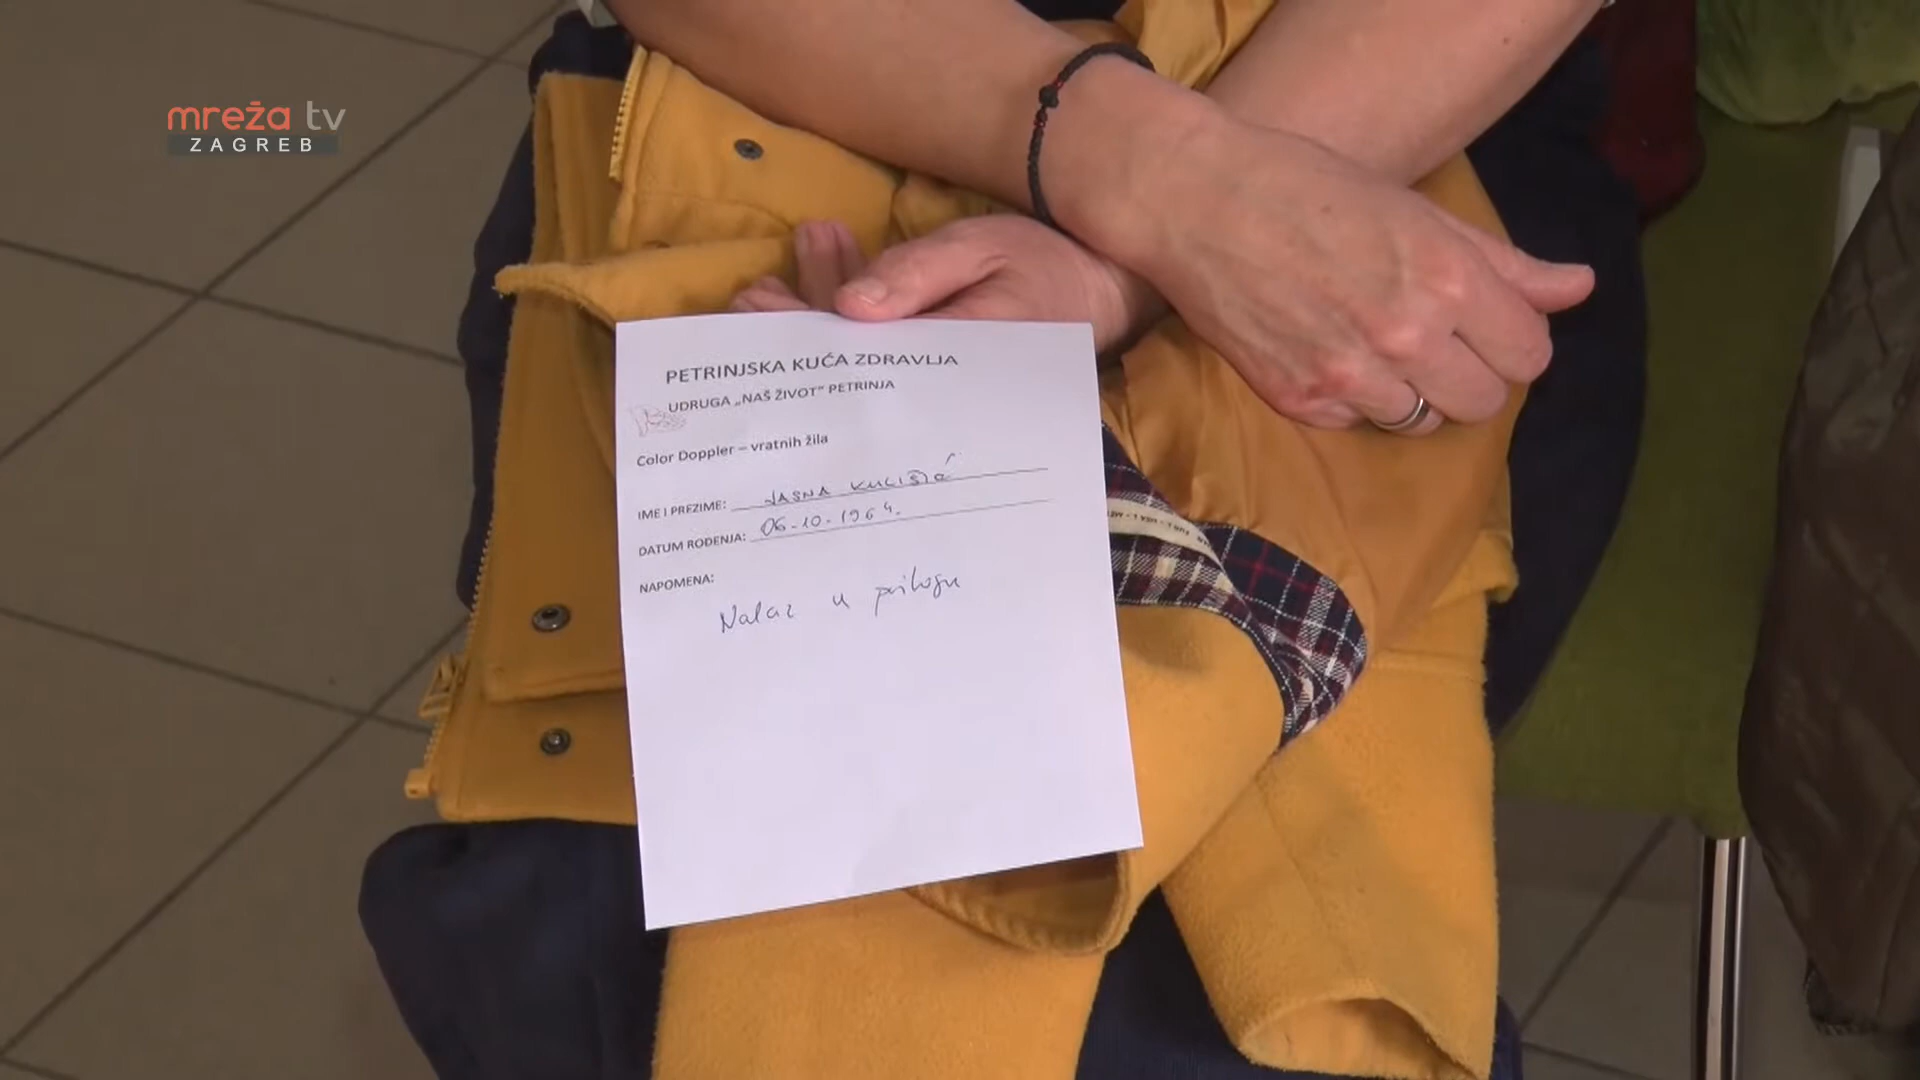 mreža tv
ZAGREB
PETRINJSKA KUĆA ZDRAVLJA
UDRUGA „NAŠ ŽIVOT“ PETRINJA
Color Doppler – vratnih žila
IME I PREZIME: JASNA
DATUM ROĐENJA: 06-10-1964.
NAPOMENA:
Nalaz u prilogu